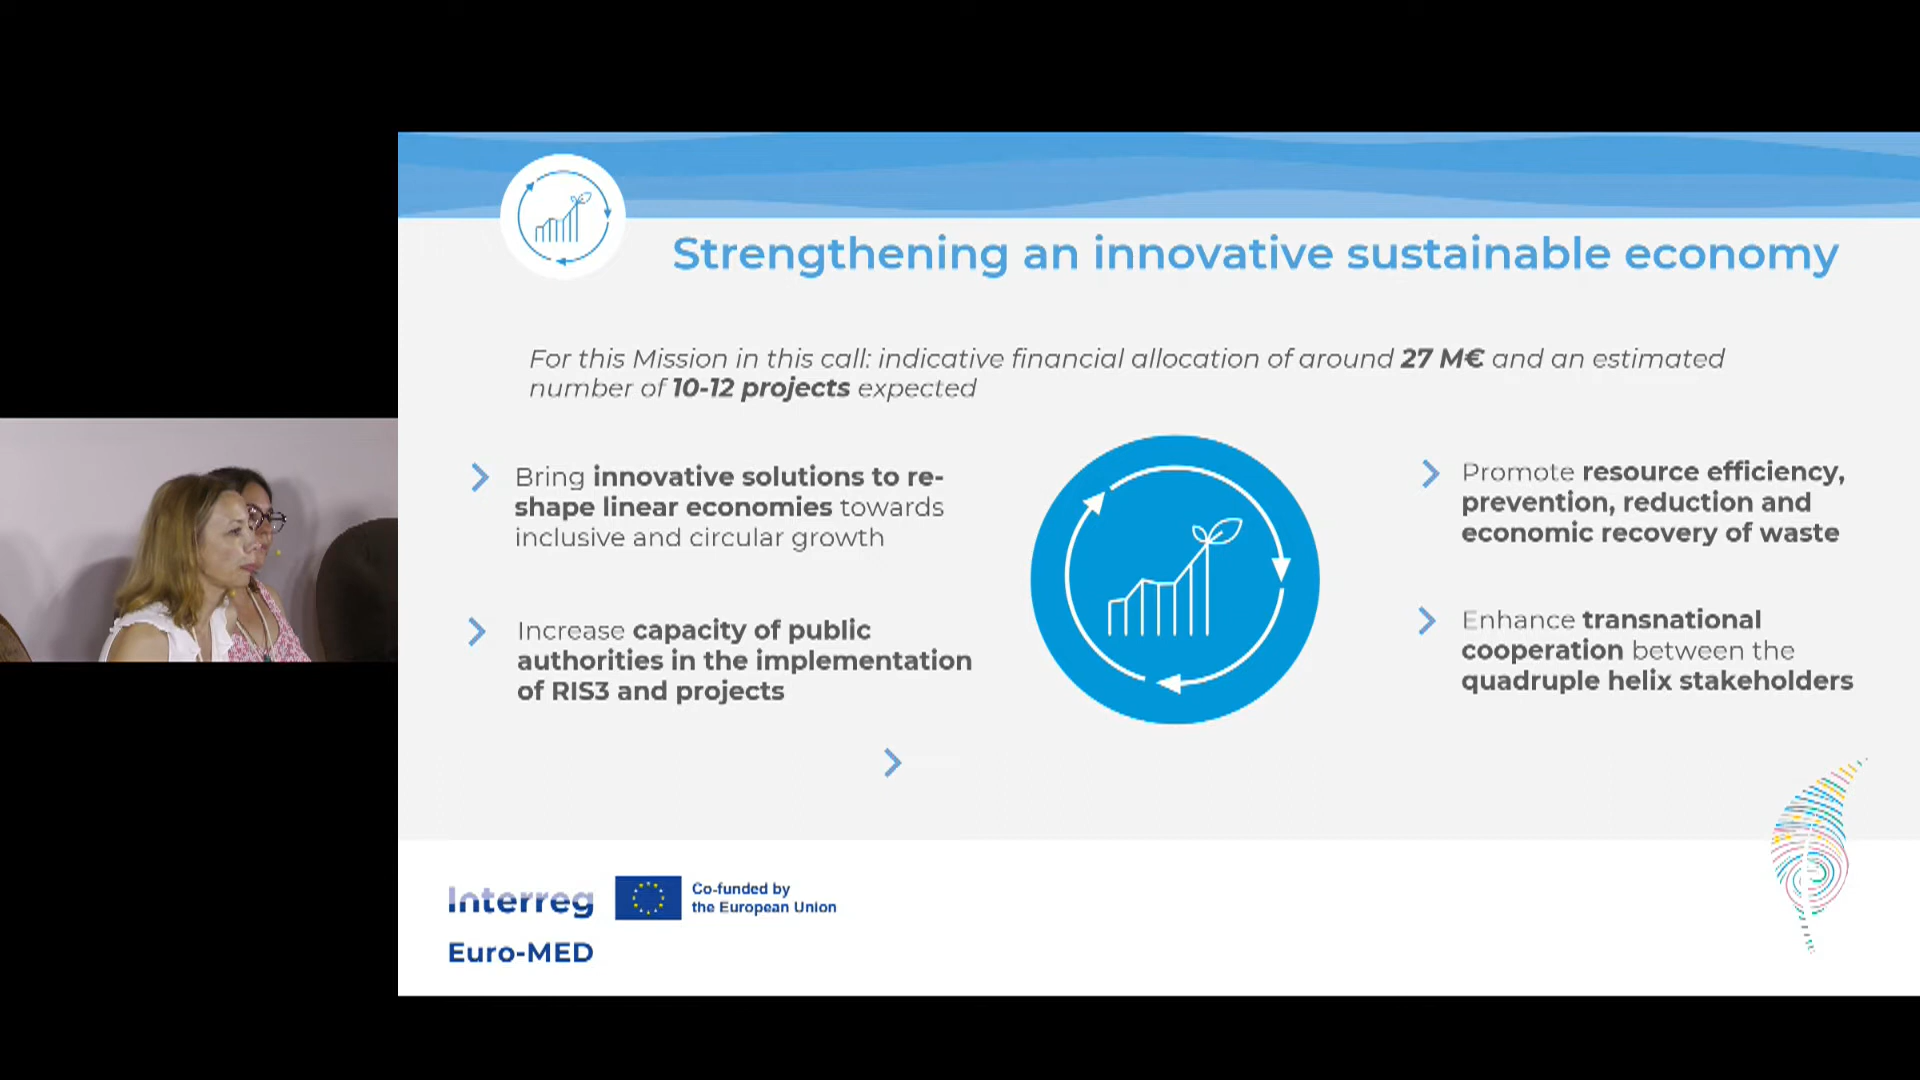 Strengthening an innovative sustainable economy
For this Mission in this call: indicative financial allocation of around 27 M€ and an estimated
number of 10-12 projects expected
Bring innovative solutions to re-
shape linear economies towards
inclusive and circular growth
Increase capacity of public
authorities in the implementation
of RIS3 and projects
Promote resource efficiency,
prevention, reduction and
economic recovery of waste
Enhance transnational
cooperation between the
quadruple helix stakeholders
Interreg
Co-funded by
the European Union
Euro-MED